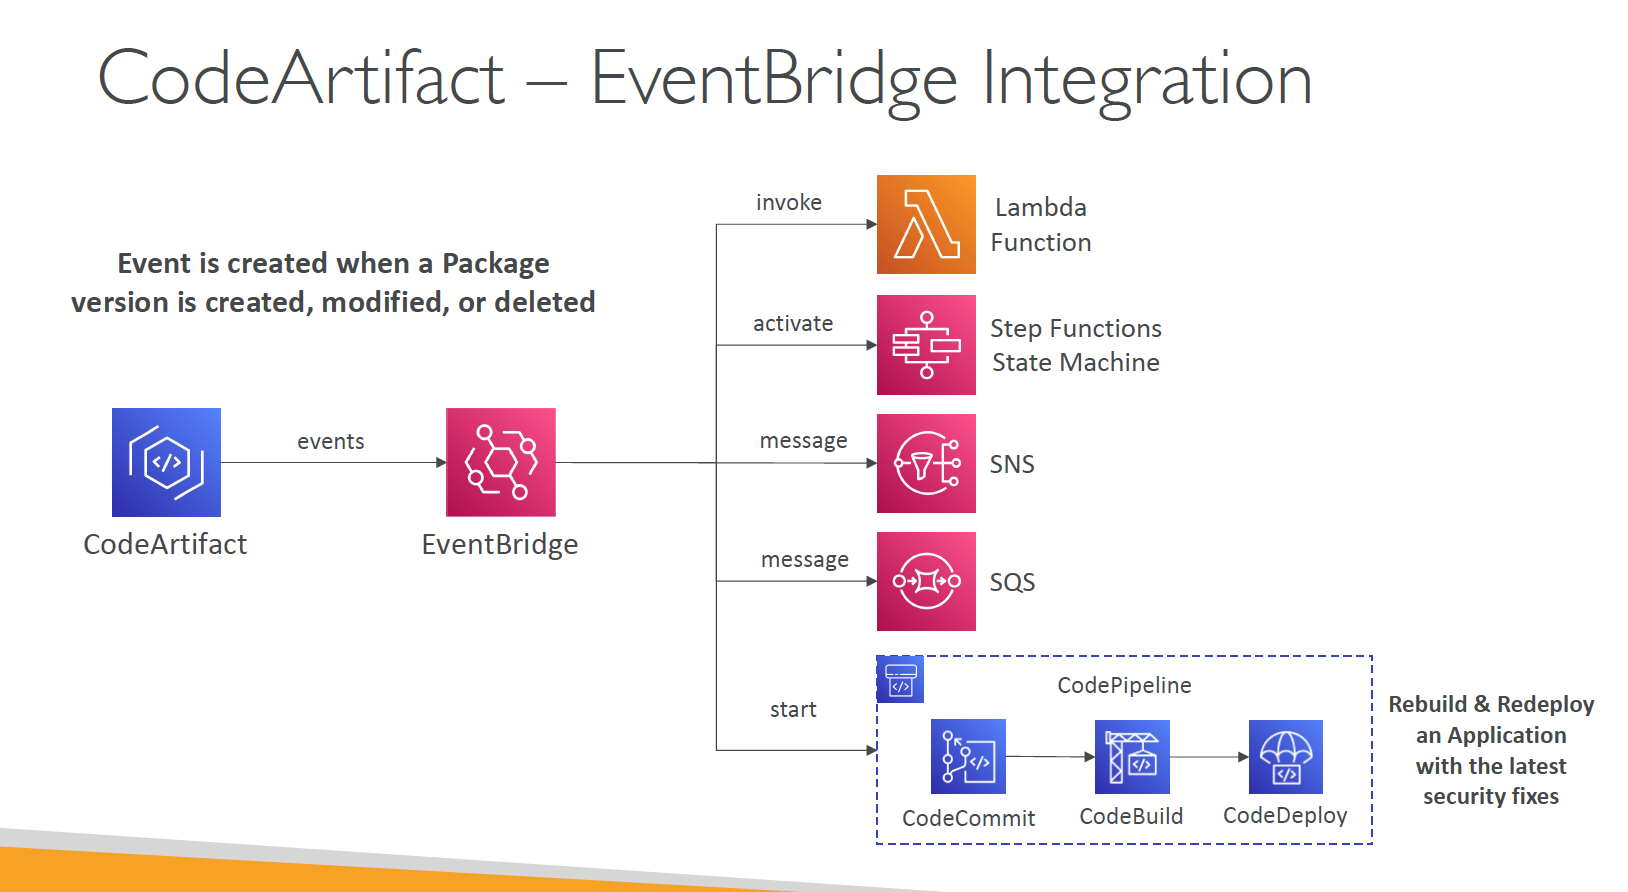 CodeArtifact – EventBridge Integration
Event is created when a Package
version is created, modified, or deleted
CodeArtifact
events
EventBridge
invoke
Lambda
Function
activate
Step Functions
State Machine
message
SNS
message
SQS
start
CodePipeline
CodeCommit
CodeBuild
CodeDeploy
Rebuild & Redeploy
an Application
with the latest
security fixes